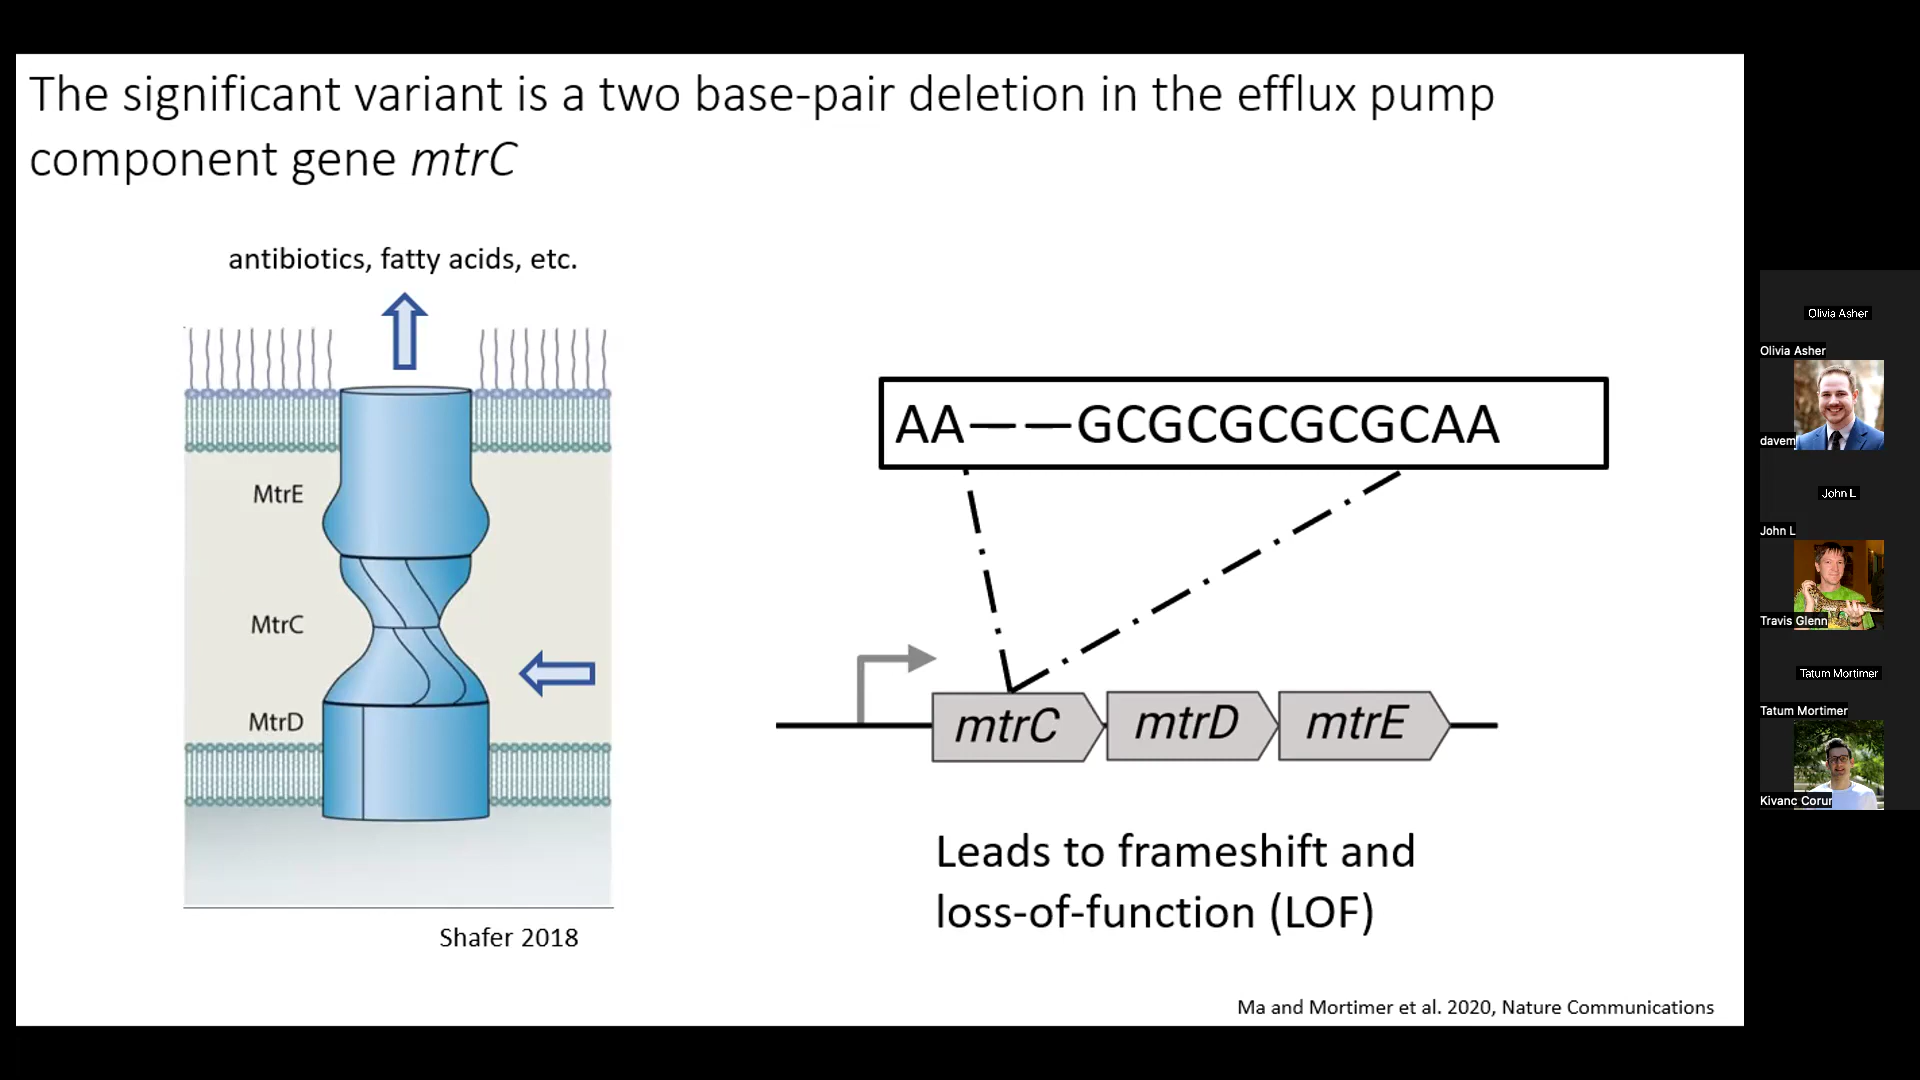 The significant variant is a two base-pair deletion in the efflux pump
component gene mtrC
antibiotics, fatty acids, etc.
MtrE
MtrC
MtrD
Shafer 2018
AA— —GCGCGCGCGCAA
mtrC
mtrD
mtrE
Leads to frameshift and
loss-of-function (LOF)
Ma and Mortimer et al. 2020, Nature Communications
Olivia Asher
Olivia Asher
davem
John L
John L
Travis Glenn
Tatum Mortimer
Tatum Mortimer
Kivanc Corur